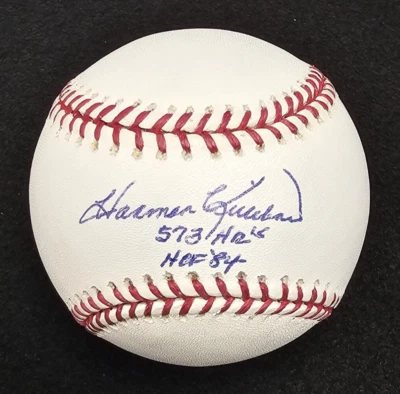 Harmon Killebrew
573 HR's
HOF '84